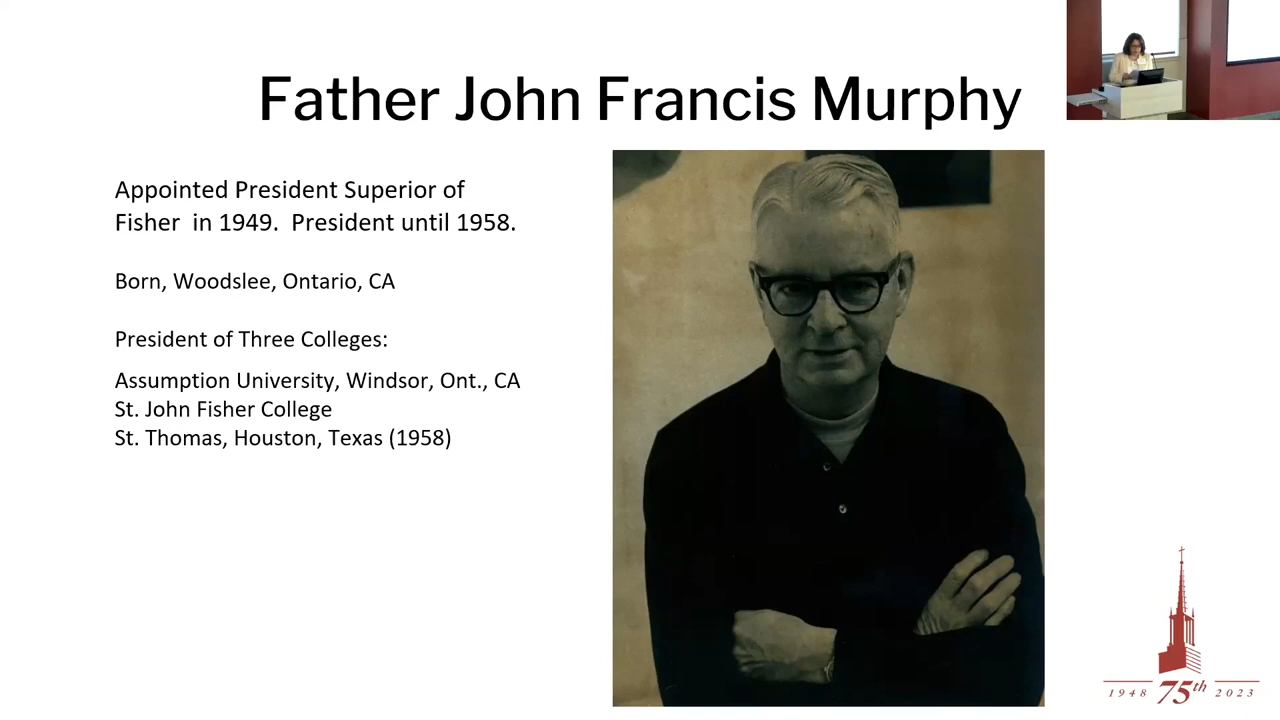 Father John Francis Murphy
Appointed President Superior of
Fisher in 1949. President until 1958.
Born, Woodslee, Ontario, CA
President of Three Colleges:
Assumption University, Windsor, Ont., CA
St. John Fisher College
St. Thomas, Houston, Texas (1958)
1948 75th 2023